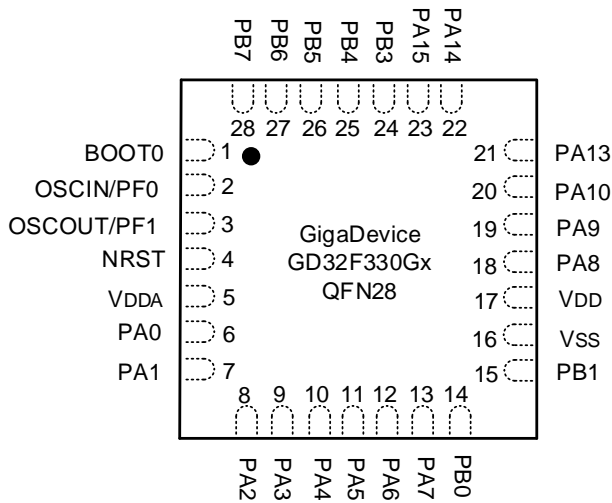 PB7 PB6 PB5 PB4 PB3 PA15 PA14
28 27 26 25 24 23 22
BOOT0 1 21 PA13
OSCIN/PF0 2 20 PA10
OSCOUT/PF1 3 19 PA9
NRST 4 18 PA8
VDDA 5 17 VDD
PA0 6 16 VSS
PA1 7 15 PB1
GigaDevice
GD32F330Gx
QFN28
8 9 10 11 12 13 14
PA2 PA3 PA4 PA5 PA6 PA7 PB0